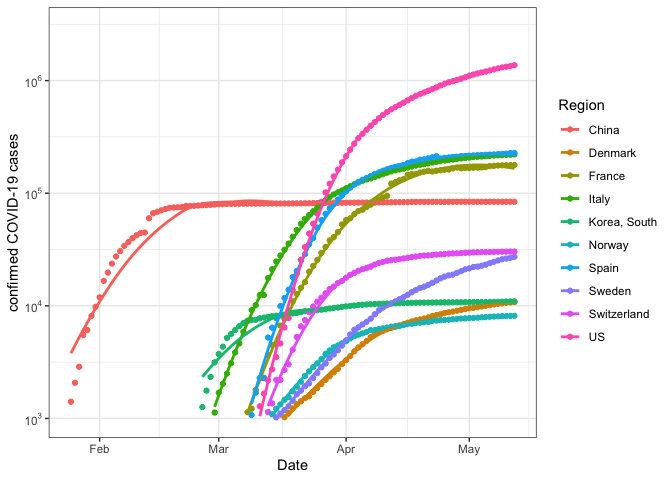 confirmed COVID-19 cases
10^6
10^5
10^4
10^3
Feb
Mar
Apr
May
Date
Region
China
Denmark
France
Italy
Korea, South
Norway
Spain
Sweden
Switzerland
US